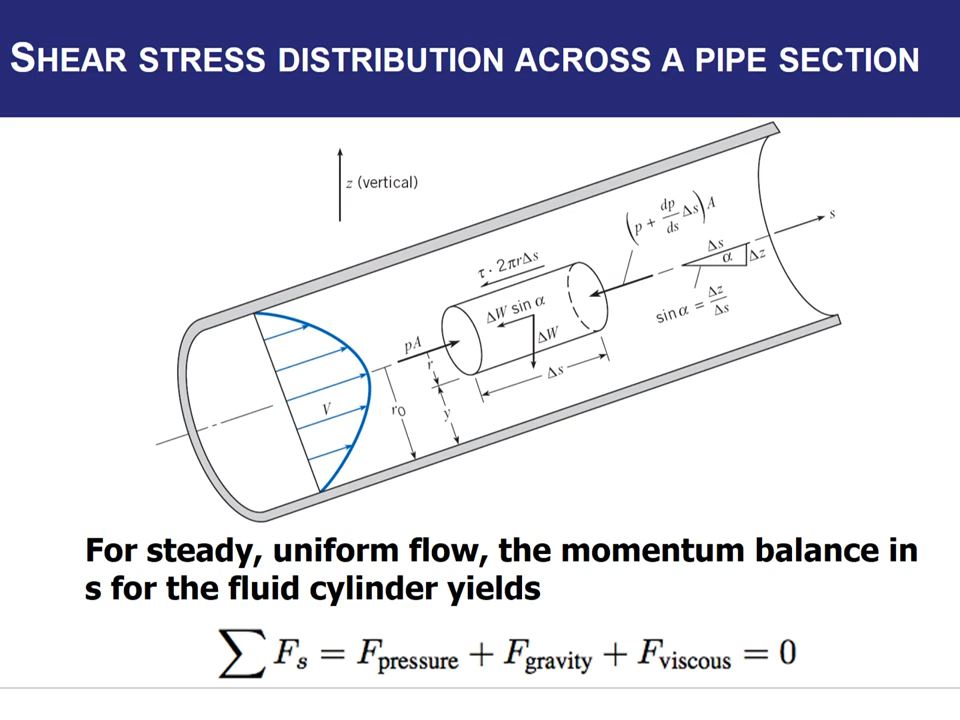 SHEAR STRESS DISTRIBUTION ACROSS A PIPE SECTION
z (vertical)
(p + dp/ds Δs) A
s
τ · 2πrΔs
Δs
α
Δz
ΔW sin α
sin α = Δz/Δs
pA
ΔW
r
Δs
V
r0
y
For steady, uniform flow, the momentum balance in
s for the fluid cylinder yields
∑ Fs = Fpressure + Fgravity + Fviscous = 0